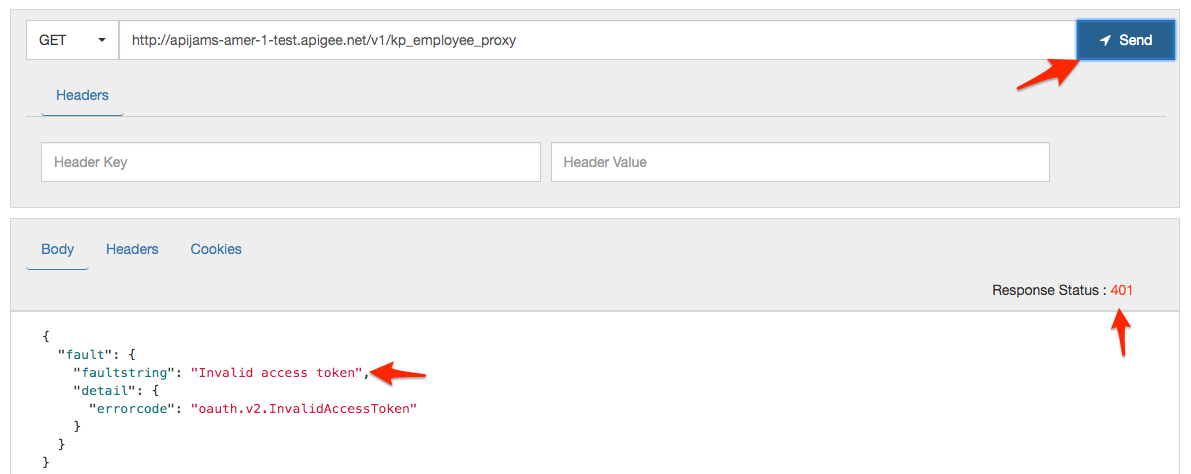 GET http://apijams-amer-1-test.apigee.net/v1/kp_employee_proxy Send
Headers
Header Key Header Value
Body Headers Cookies
Response Status : 401
{
"fault": {
"faultstring": "Invalid access token",
"detail": {
"errorcode": "oauth.v2.InvalidAccessToken"
}
}
}